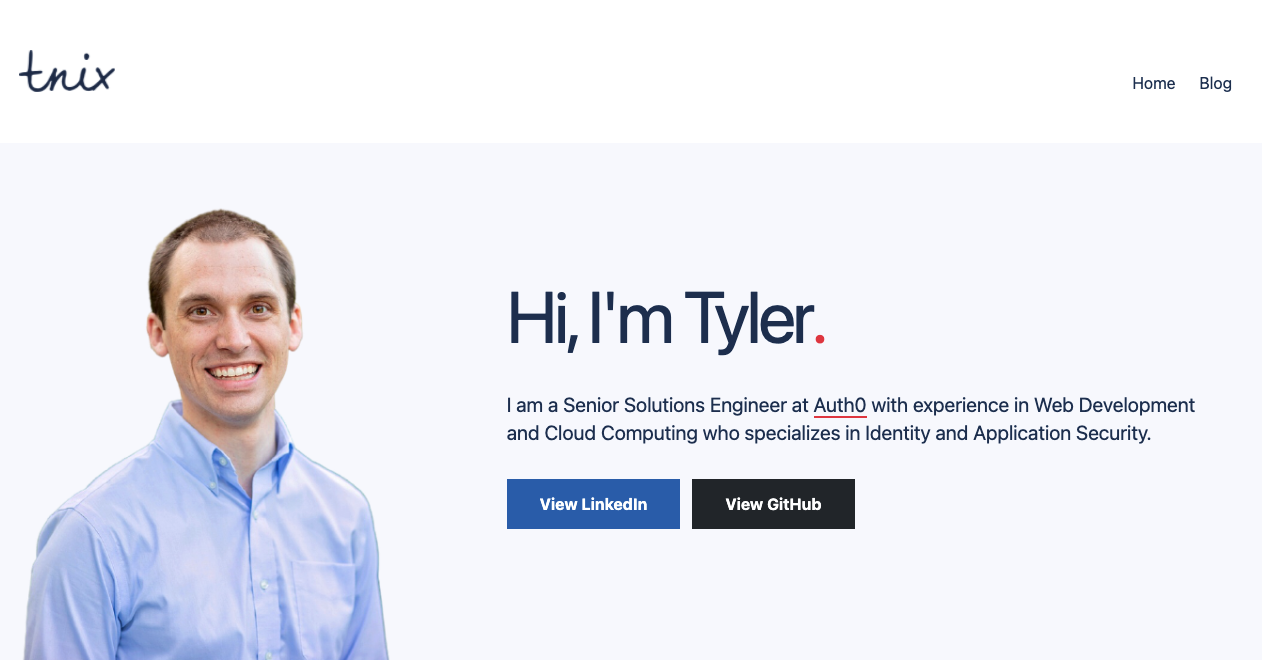 tnix
Home Blog
Hi, I'm Tyler.
I am a Senior Solutions Engineer at Auth0 with experience in Web Development
and Cloud Computing who specializes in Identity and Application Security.
View LinkedIn View GitHub